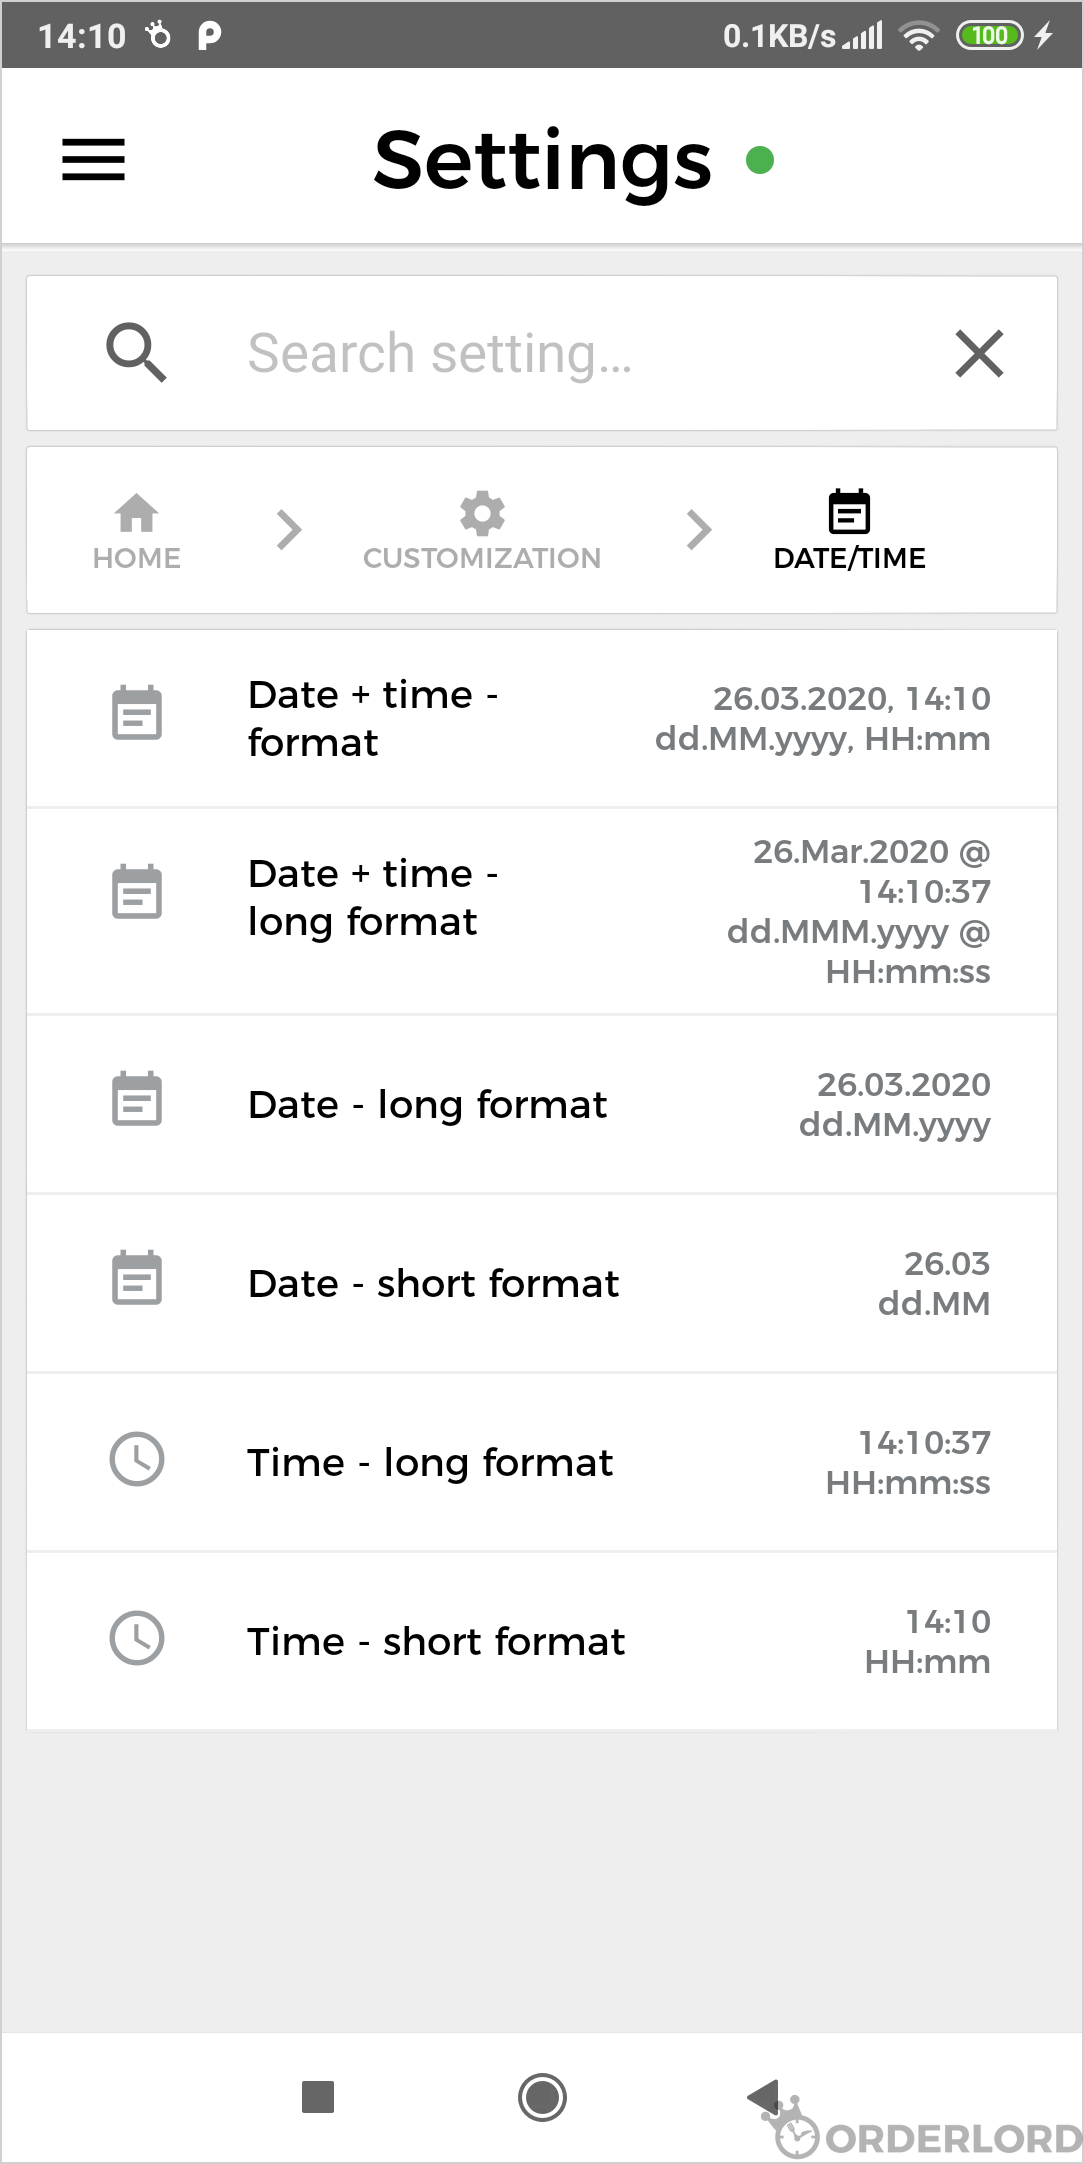 14:10
0.1KB/s
100
Settings
Search setting...
HOME
CUSTOMIZATION
DATE/TIME
Date + time -
format
26.03.2020, 14:10
dd.MM.yyyy, HH:mm
Date + time -
long format
26.Mar.2020 @
14:10:37
dd.MMM.yyyy @
HH:mm:ss
Date - long format
26.03.2020
dd.MM.yyyy
Date - short format
26.03
dd.MM
Time - long format
14:10:37
HH:mm:ss
Time - short format
14:10
HH:mm
ORDERLORD